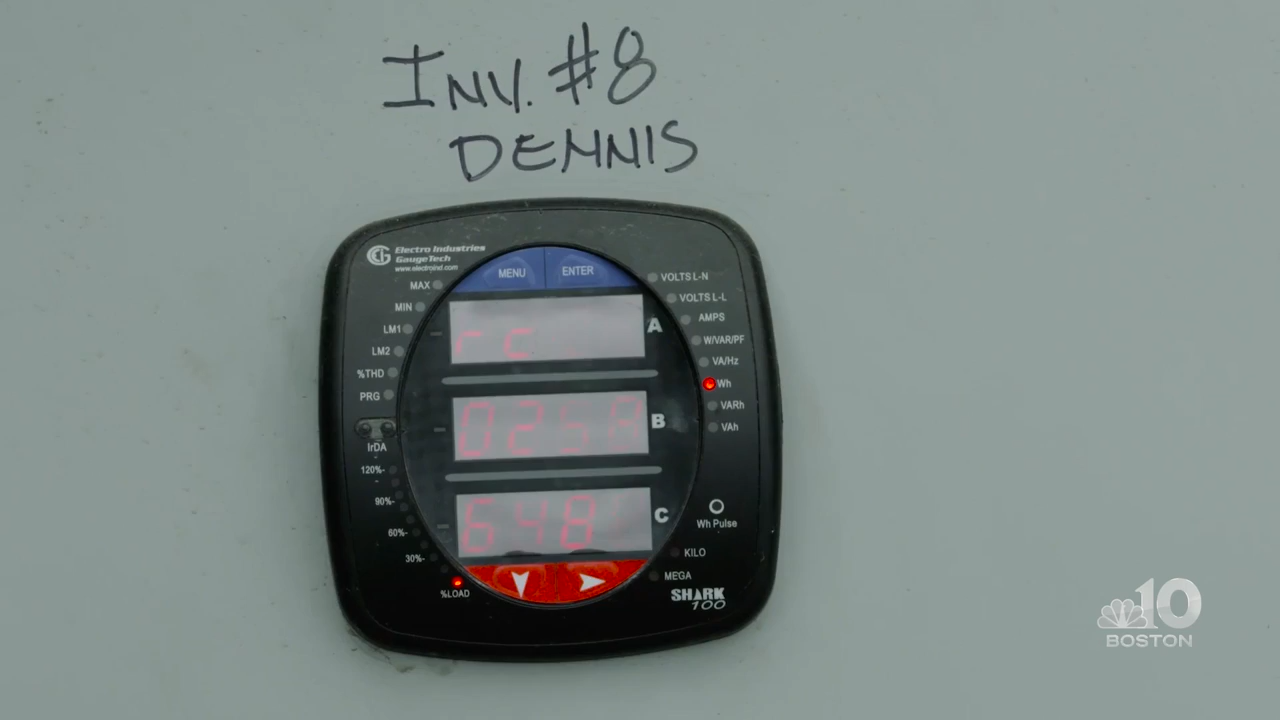 INV. #8
DENNIS
Electro Industries
GaugeTech
www.electroind.com
MENU
ENTER
MAX
MIN
LM1
LM2
%THD
PRG
IrDA
120%-
90%-
60%-
30%-
%LOAD
A
B
C
rc
648
VOLTS L-N
VOLTS L-L
AMPS
W/VAR/PF
VA/Hz
Wh
VARh
VAh
Wh Pulse
KILO
MEGA
SHARK
100
10
BOSTON